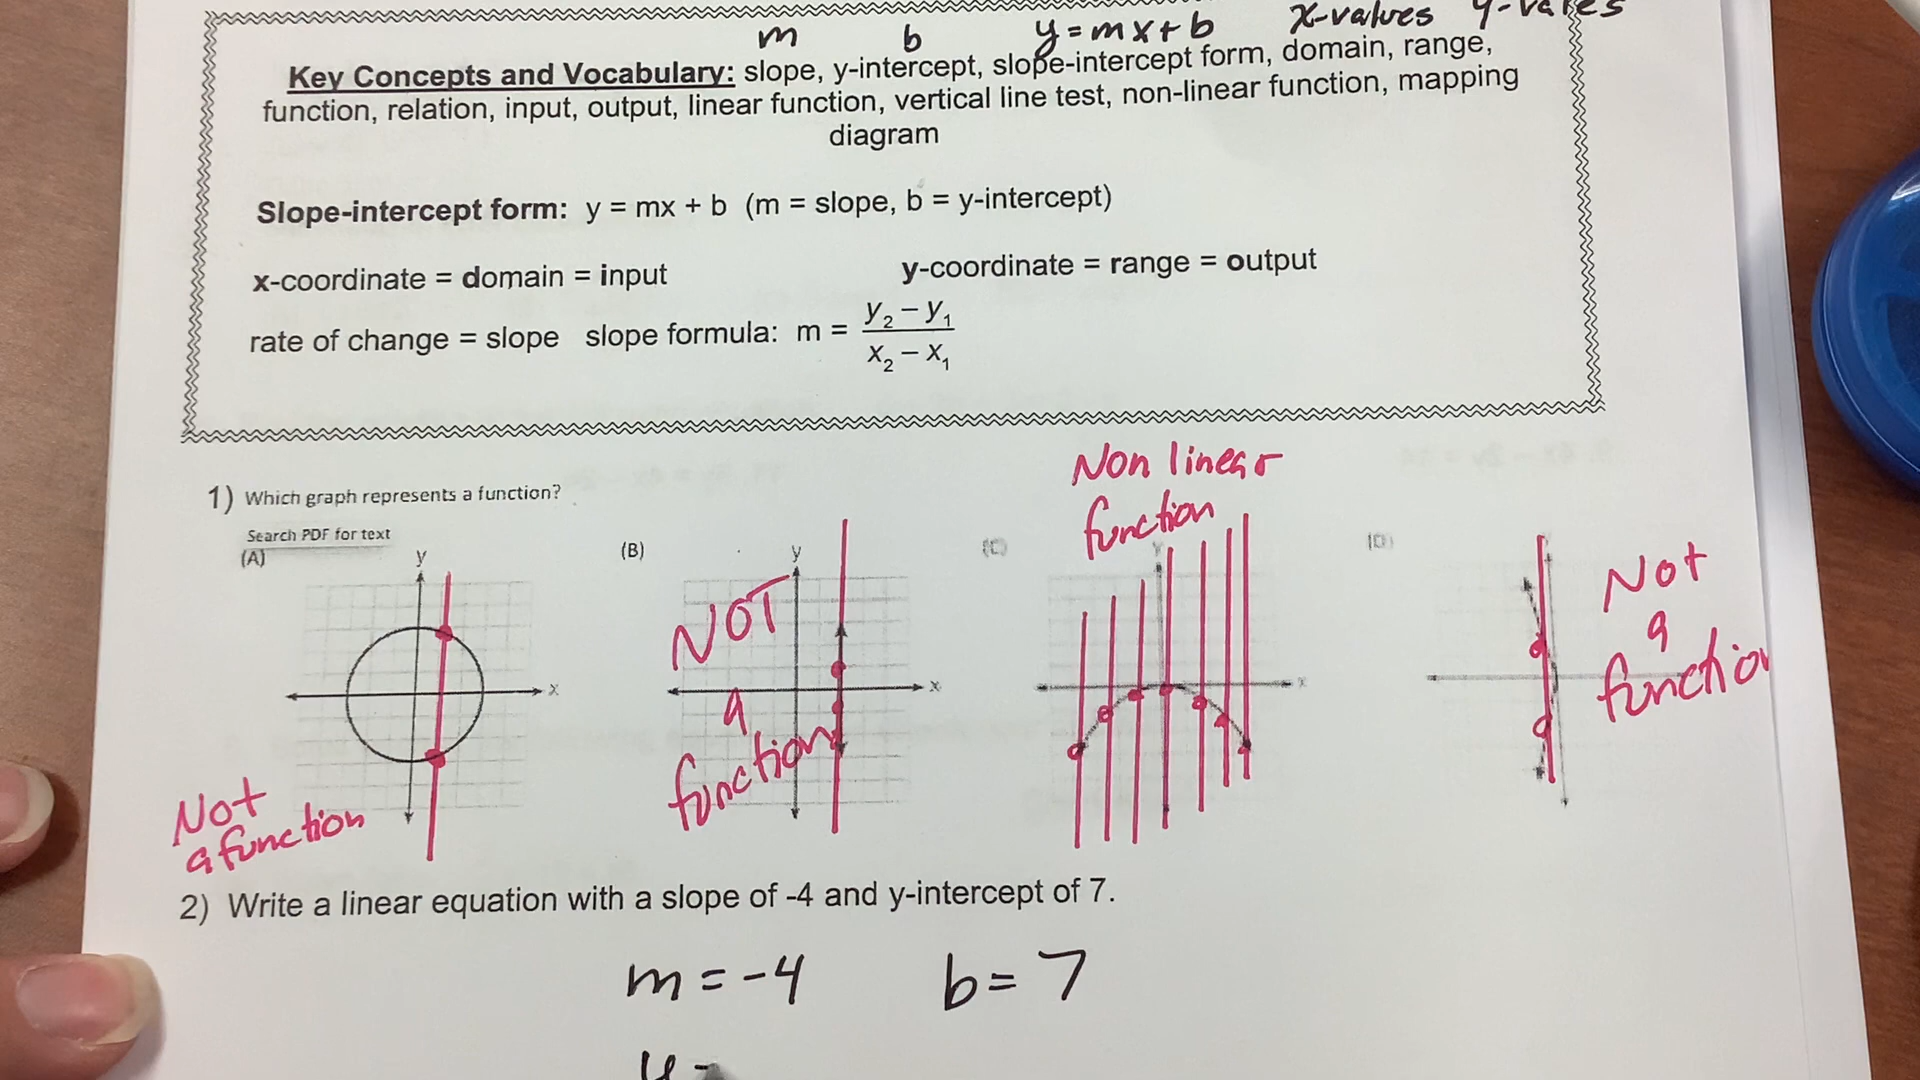 m b y = mx + b x-values
Key Concepts and Vocabulary: slope, y-intercept, slope-intercept form, domain, range,
function, relation, input, output, linear function, vertical line test, non-linear function, mapping
diagram
Slope-intercept form: y = mx + b (m = slope, b = y-intercept)
x-coordinate = domain = input y-coordinate = range = output
rate of change = slope slope formula: m = (y₂ − y₁)/(x₂ − x₁)
1) Which graph represents a function?
Search PDF for text
(A) (B) (C) (D)
y
x
Not
a function
y
x
NOT
a
function
Non linear
function
y
x
Not
a
function
2) Write a linear equation with a slope of -4 and y-intercept of 7.
m = -4 b = 7
y =